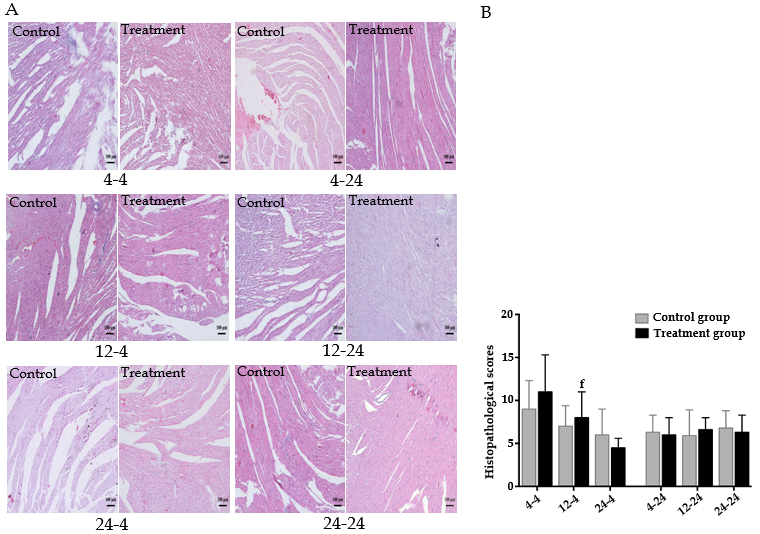 A
B
Control Treatment Control Treatment
4-4 4-24
Control Treatment Control Treatment
12-4 12-24
Control Treatment Control Treatment
24-4 24-24
Histopathological scores
20
15
10
5
0
Control group
Treatment group
f
4-4 12-4 24-4 4-24 12-24 24-24